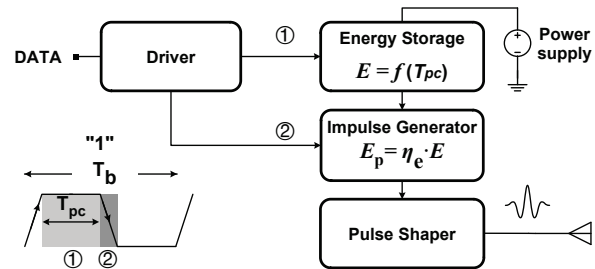 DATA
Driver
①
Energy Storage
E = f(Tpc)
Power
supply
②
Impulse Generator
Ep = ηe·E
"1"
Tb
Tpc
① ②
Pulse Shaper